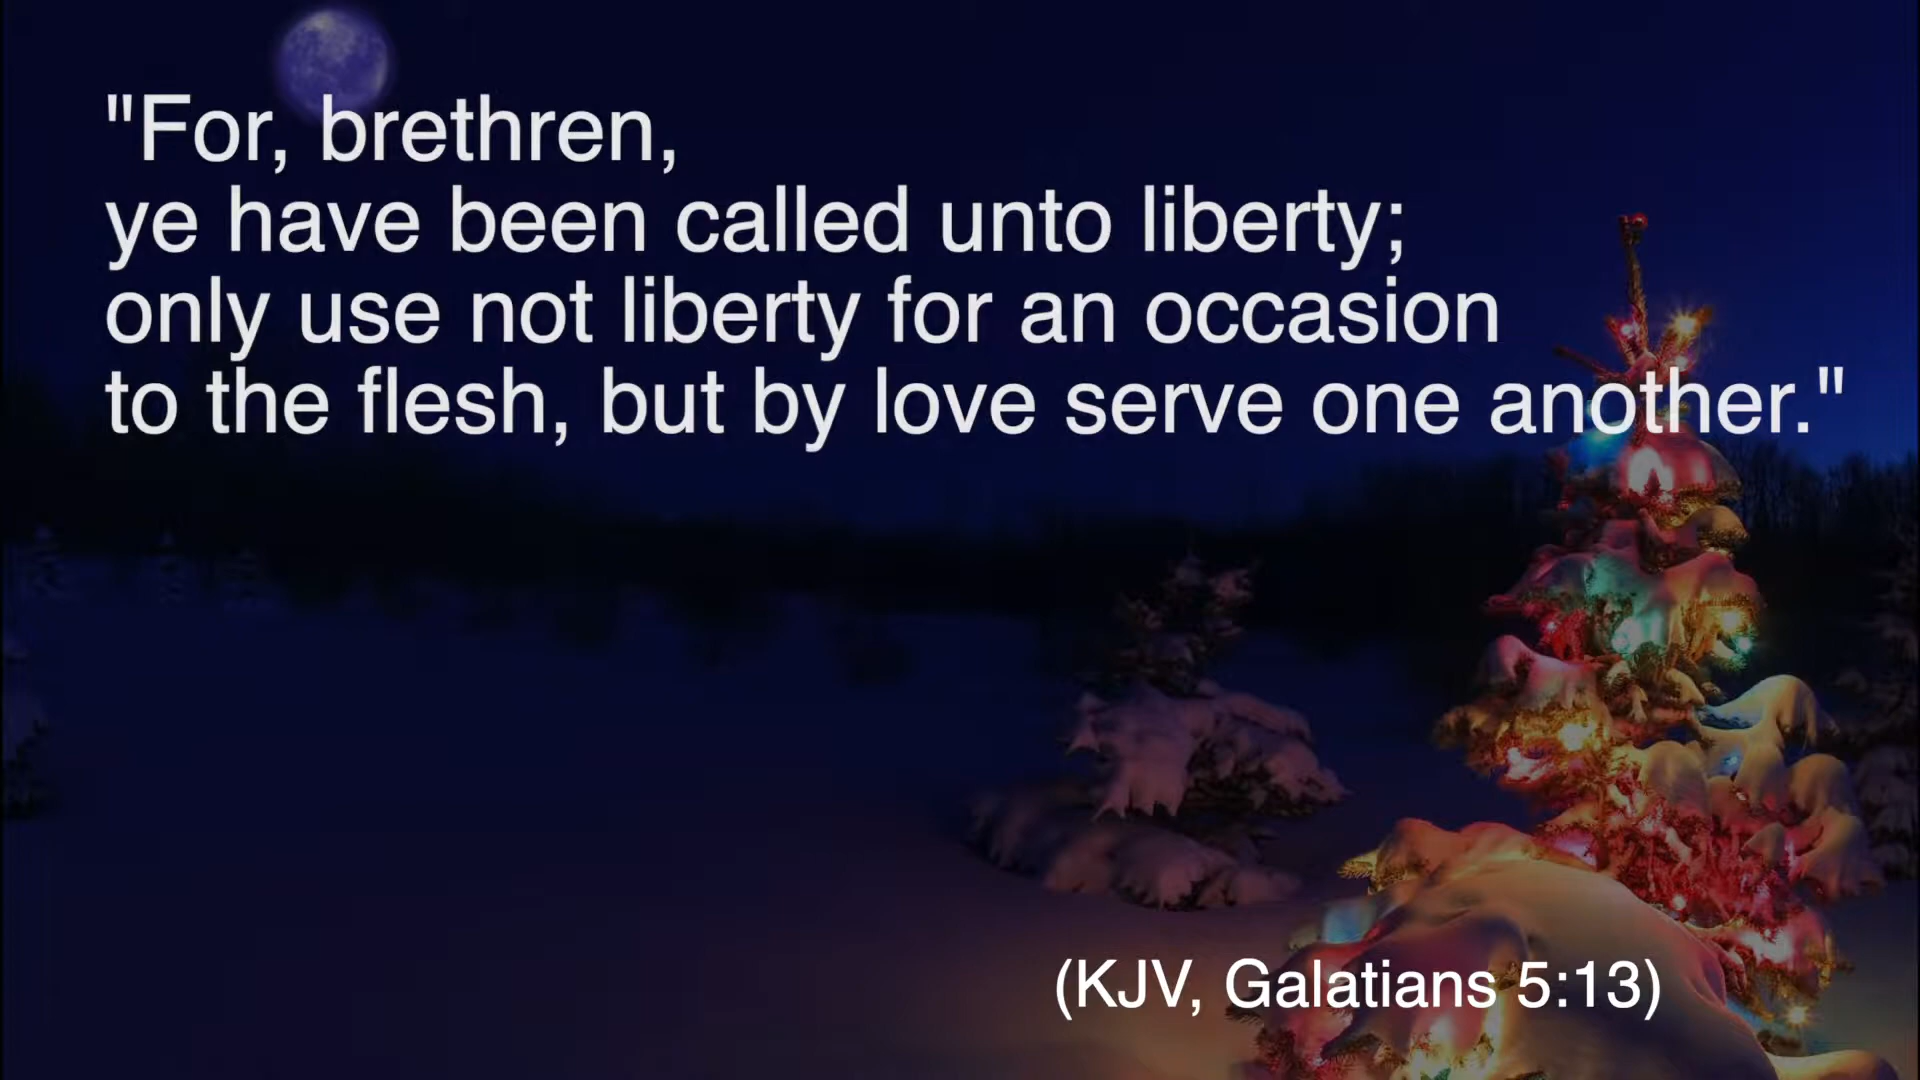 "For, brethren,
ye have been called unto liberty;
only use not liberty for an occasion
to the flesh, but by love serve one another."
(KJV, Galatians 5:13)